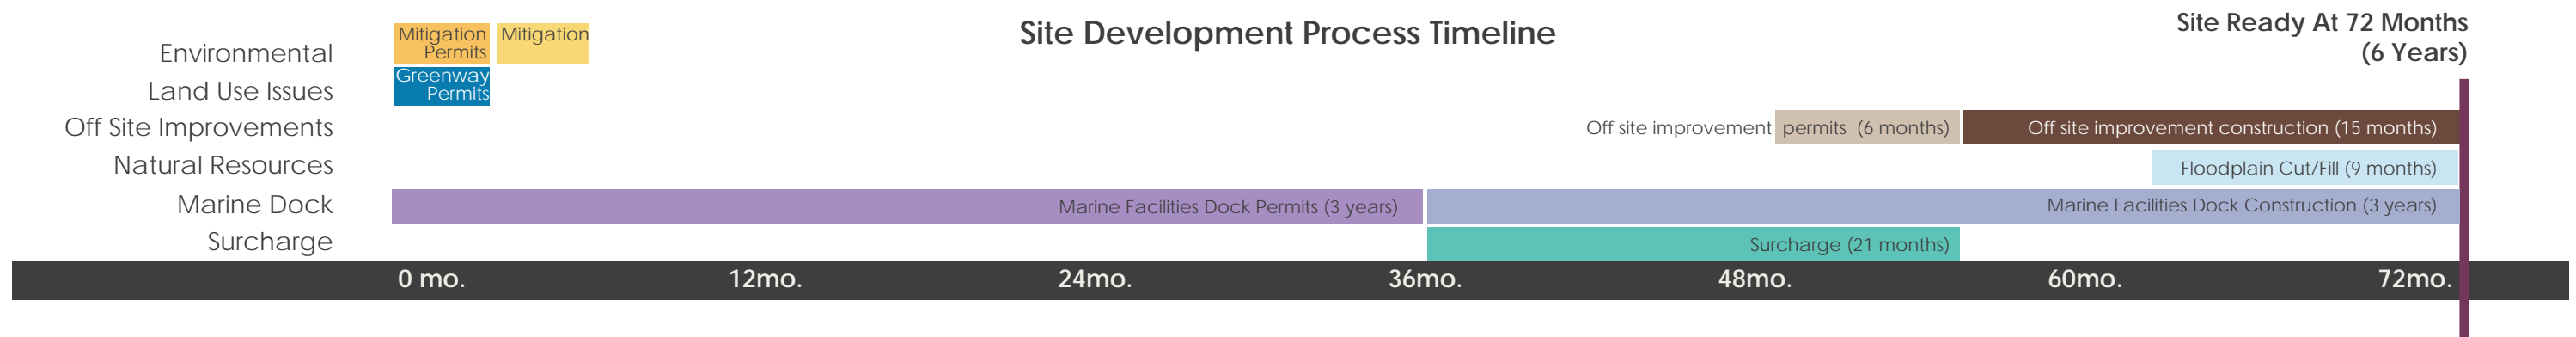 Site Development Process Timeline
Site Ready At 72 Months
(6 Years)
Environmental
Mitigation
Permits
Mitigation
Land Use Issues
Greenway
Permits
Off Site Improvements
Off site improvement permits (6 months)
Off site improvement construction (15 months)
Natural Resources
Floodplain Cut/Fill (9 months)
Marine Dock
Marine Facilities Dock Permits (3 years)
Marine Facilities Dock Construction (3 years)
Surcharge
Surcharge (21 months)
0 mo.
12mo.
24mo.
36mo.
48mo.
60mo.
72mo.